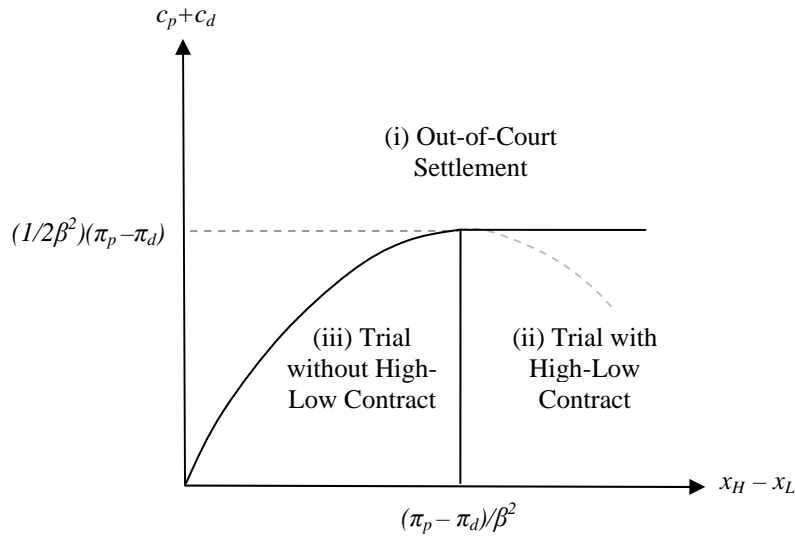 c_p+c_d
(i) Out-of-Court
Settlement
(1/2β²)(π_p–π_d)
(iii) Trial
without High-
Low Contract
(ii) Trial with
High-Low
Contract
x_H – x_L
(π_p – π_d)/β²